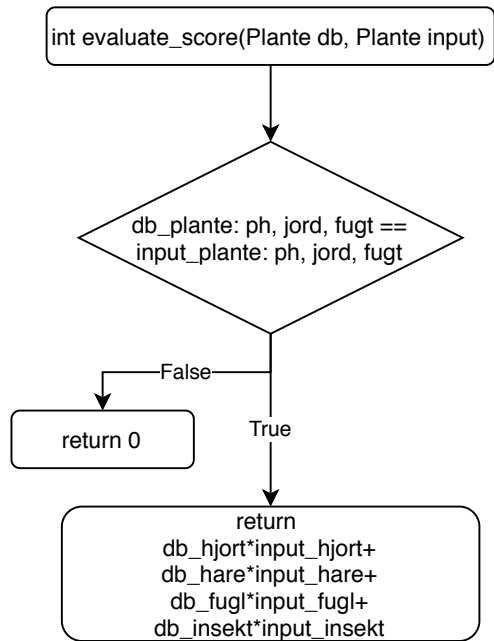 int evaluate_score(Plante db, Plante input)
db_plante: ph, jord, fugt ==
input_plante: ph, jord, fugt
False
return 0
True
return
db_hjort*input_hjort+
db_hare*input_hare+
db_fugl*input_fugl+
db_insekt*input_insekt